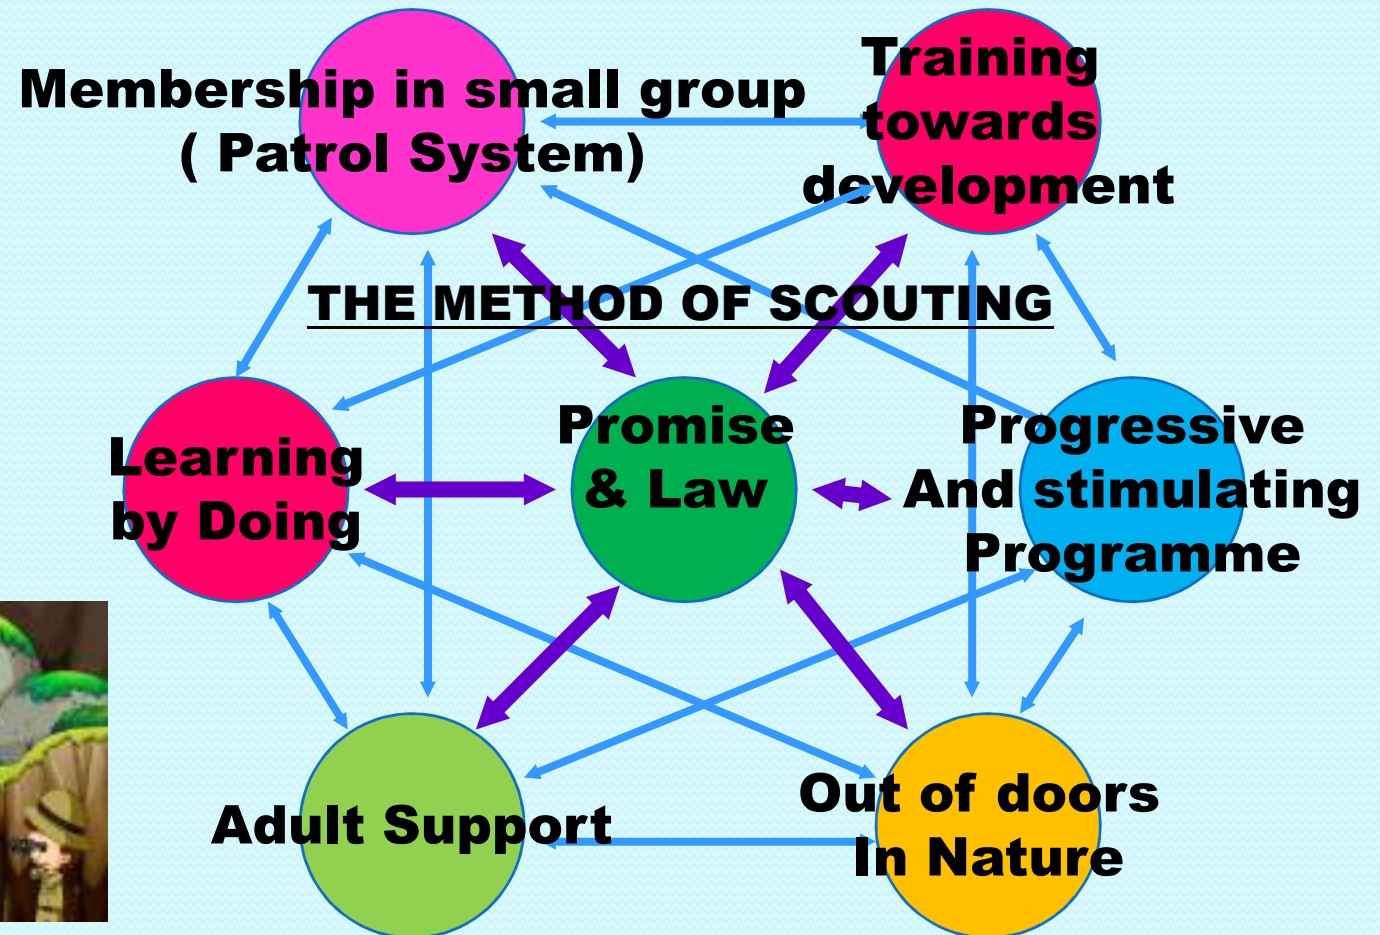 Membership in small group
( Patrol System)
Training
towards
development
THE METHOD OF SCOUTING
Learning
by Doing
Promise
& Law
Progressive
And stimulating
Programme
Adult Support
Out of doors
In Nature